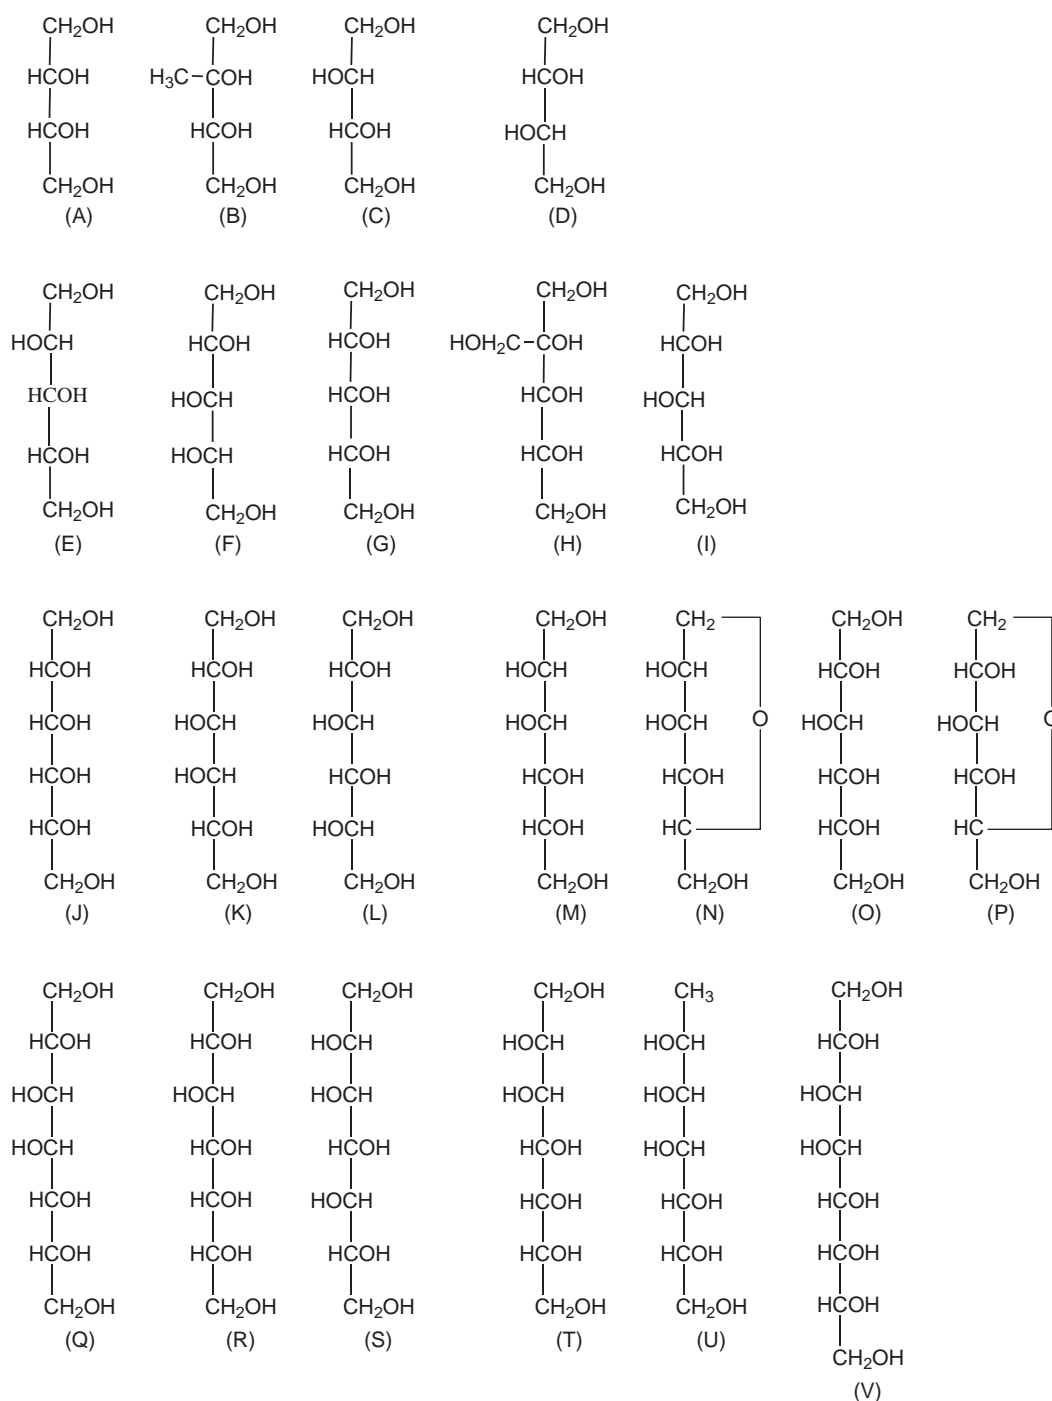 CH2OH CH2OH CH2OH CH2OH
HCOH H3C–COH HOCH HCOH
HCOH HCOH HCOH HOCH
CH2OH CH2OH CH2OH CH2OH
(A) (B) (C) (D)
CH2OH CH2OH CH2OH CH2OH CH2OH
HOCH HCOH HCOH HOH2C–COH HCOH
HCOH HOCH HCOH HCOH HOCH
HCOH HOCH HCOH HCOH HCOH
CH2OH CH2OH CH2OH CH2OH CH2OH
(E) (F) (G) (H) (I)
CH2OH CH2OH CH2OH CH2OH CH2 CH2OH CH2
HCOH HCOH HCOH HOCH HOCH HCOH HCOH
HCOH HOCH HOCH HOCH HOCH O HOCH HOCH O
HCOH HOCH HCOH HCOH HCOH HCOH HCOH
HCOH HCOH HOCH HCOH HC HCOH HC
CH2OH CH2OH CH2OH CH2OH CH2OH CH2OH CH2OH
(J) (K) (L) (M) (N) (O) (P)
CH2OH CH2OH CH2OH CH2OH CH3 CH2OH
HCOH HCOH HOCH HOCH HOCH HCOH
HOCH HOCH HOCH HOCH HOCH HOCH
HOCH HCOH HCOH HCOH HOCH HOCH
HCOH HCOH HOCH HCOH HCOH HCOH
HCOH HCOH HCOH HCOH HCOH HCOH
CH2OH CH2OH CH2OH CH2OH CH2OH HCOH
(Q) (R) (S) (T) (U) CH2OH
(V)